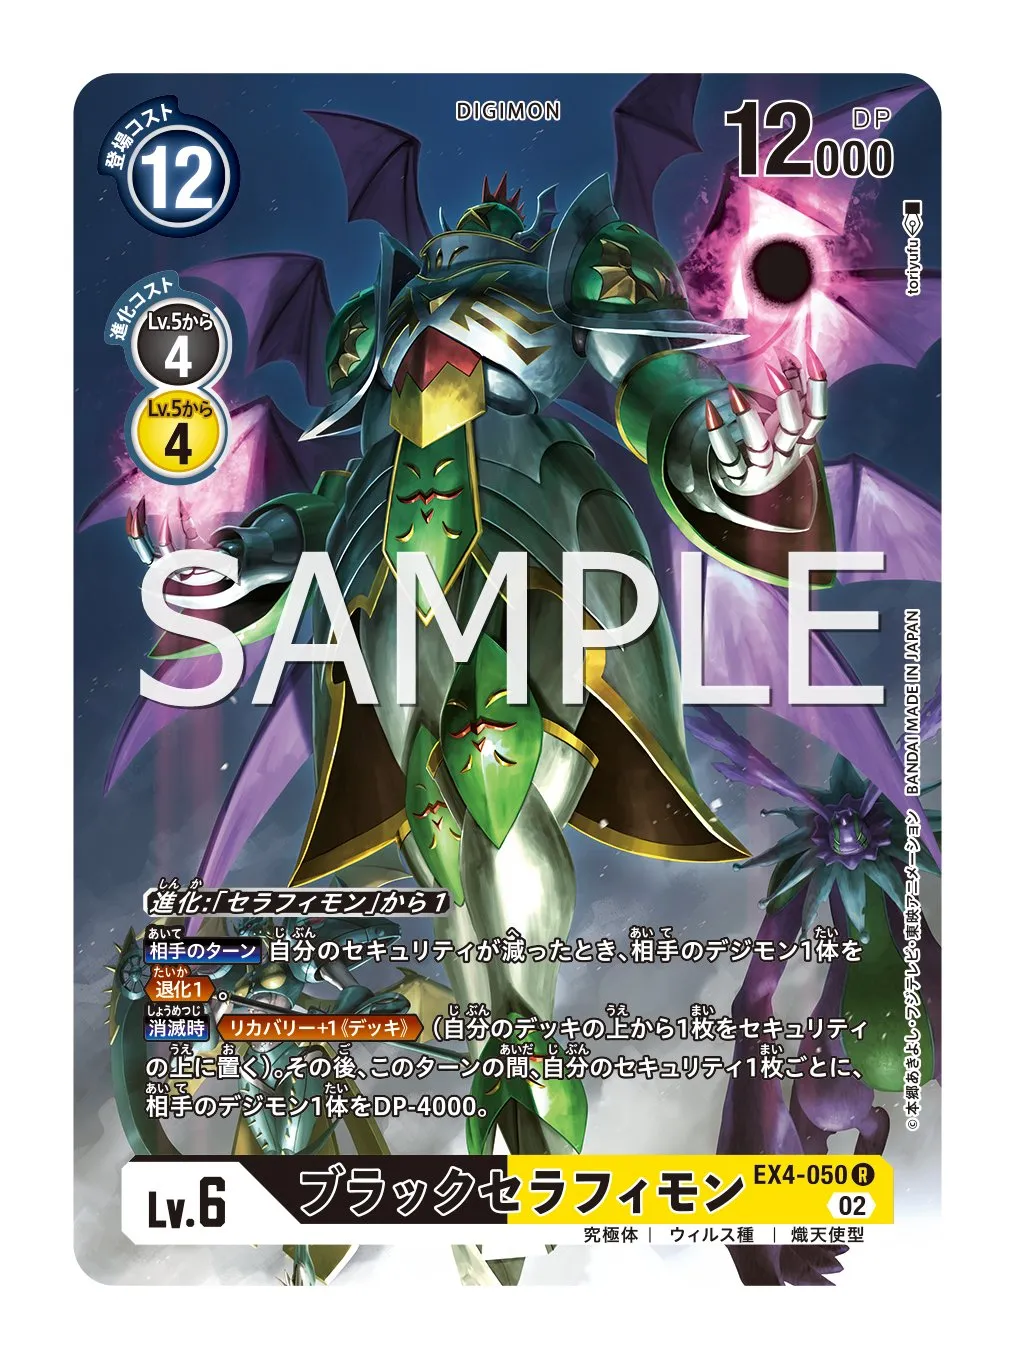 DIGIMON
登場コスト
12
12000
DP
toriyufu
進化コスト
Lv.5から
4
Lv.5から
4
SAMPLE
BANDAI MADE IN JAPAN
© 本郷あきよし・フジテレビ・東映アニメーション
進化:「セラフィモン」から1
相手のターン 自分のセキュリティが減ったとき、相手のデジモン1体を
退化1。
消滅時 リカバリー+1《デッキ》 (自分のデッキの上から1枚をセキュリティ
の上に置く)。その後、このターンの間、自分のセキュリティ1枚ごとに、
相手のデジモン1体をDP-4000。
Lv.6
ブラックセラフィモン
EX4-050 R
02
究極体 | ウィルス種 | 熾天使型